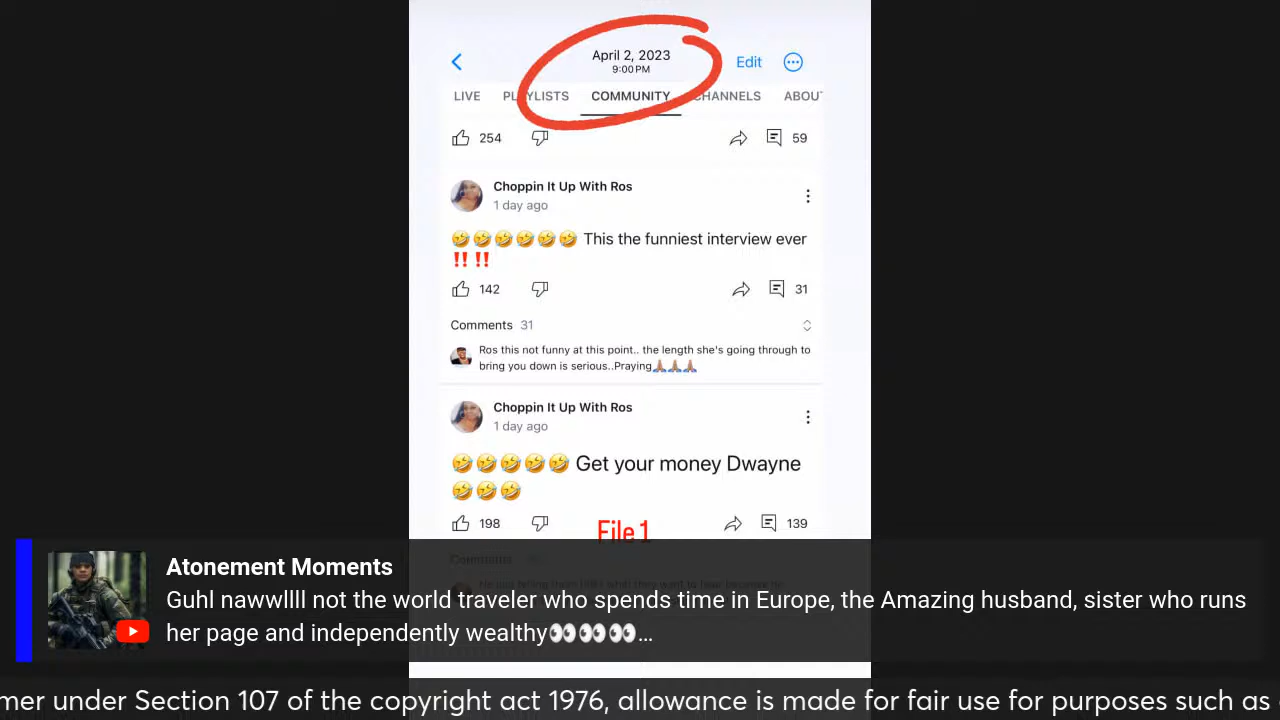 April 2, 2023
9:00 PM
Edit
LIVE PLAYLISTS COMMUNITY CHANNELS ABOU
254 59
Choppin It Up With Ros
1 day ago
🤣🤣🤣🤣🤣🤣 This the funniest interview ever
‼️‼️
142 31
Comments 31
Ros this not funny at this point.. the length she's going through to
bring you down is serious..Praying🙏🏽🙏🏽🙏🏽
Choppin It Up With Ros
1 day ago
🤣🤣🤣🤣🤣 Get your money Dwayne
🤣🤣🤣
198 139
File 1
Comments
Atonement Moments
Guhl nawwllll not the world traveler who spends time in Europe, the Amazing husband, sister who runs
her page and independently wealthy👀👀👀…
mer under Section 107 of the copyright act 1976, allowance is made for fair use for purposes such as